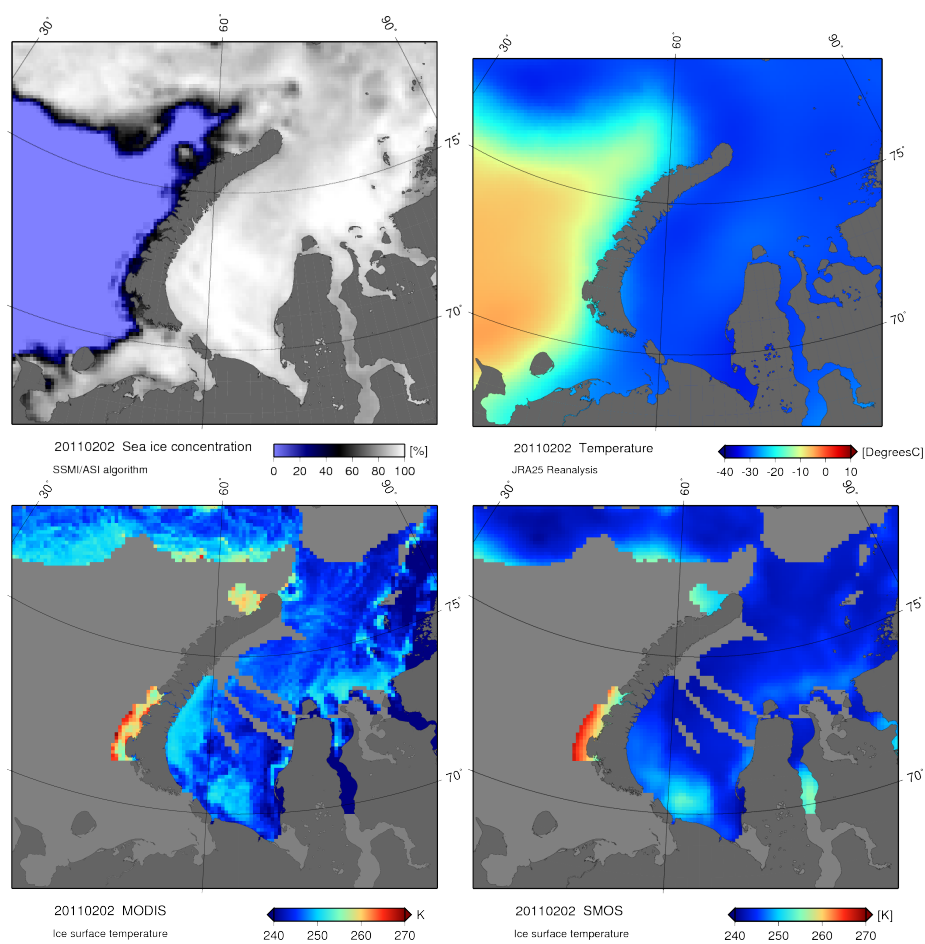 30° 60° 90°
75°
70°
20110202 Sea ice concentration [%]
SSMI/ASI algorithm 0 20 40 60 80 100
30° 60° 90°
75°
70°
20110202 Temperature [DegreesC]
JRA25 Reanalysis -40 -30 -20 -10 0 10
30° 60° 90°
75°
70°
20110202 MODIS K
Ice surface temperature 240 250 260 270
30° 60° 90°
75°
70°
20110202 SMOS [K]
Ice surface temperature 240 250 260 270